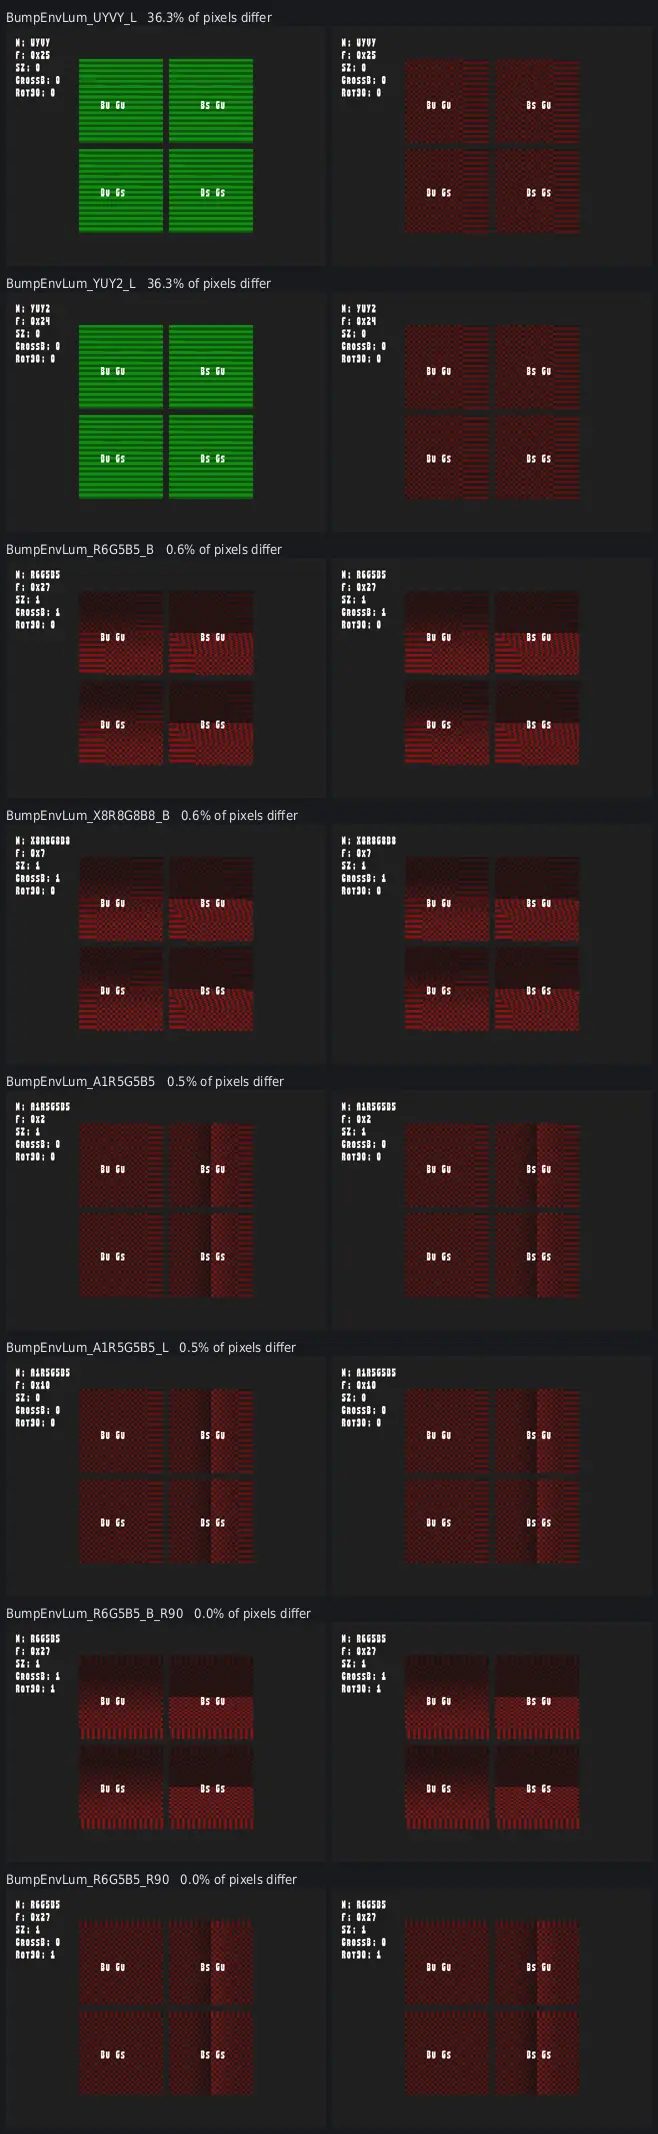 BumpEnvLum_UYVY_L 36.3% of pixels differ
N: UYVY
F: 0x25
SZ: 0
CrossB: 0
Rot90: 0
Bu Gu
Bs Gu
Bu Gs
Bs Gs
N: UYVY
F: 0x25
SZ: 0
CrossB: 0
Rot90: 0
Bu Gu
Bs Gu
Bu Gs
Bs Gs
BumpEnvLum_YUY2_L 36.3% of pixels differ
N: YUY2
F: 0x24
SZ: 0
CrossB: 0
Rot90: 0
Bu Gu
Bs Gu
Bu Gs
Bs Gs
N: YUY2
F: 0x24
SZ: 0
CrossB: 0
Rot90: 0
Bu Gu
Bs Gu
Bu Gs
Bs Gs
BumpEnvLum_R6G5B5_B 0.6% of pixels differ
N: R6G5B5
F: 0x27
SZ: 1
CrossB: 1
Rot90: 0
Bu Gu
Bs Gu
Bu Gs
Bs Gs
N: R6G5B5
F: 0x27
SZ: 1
CrossB: 1
Rot90: 0
Bu Gu
Bs Gu
Bu Gs
Bs Gs
BumpEnvLum_X8R8G8B8_B 0.6% of pixels differ
N: X8R8G8B8
F: 0x7
SZ: 1
CrossB: 1
Rot90: 0
Bu Gu
Bs Gu
Bu Gs
Bs Gs
N: X8R8G8B8
F: 0x7
SZ: 1
CrossB: 1
Rot90: 0
Bu Gu
Bs Gu
Bu Gs
Bs Gs
BumpEnvLum_A1R5G5B5 0.5% of pixels differ
N: A1R5G5B5
F: 0x2
SZ: 1
CrossB: 0
Rot90: 0
Bu Gu
Bs Gu
Bu Gs
Bs Gs
N: A1R5G5B5
F: 0x2
SZ: 1
CrossB: 0
Rot90: 0
Bu Gu
Bs Gu
Bu Gs
Bs Gs
BumpEnvLum_A1R5G5B5_L 0.5% of pixels differ
N: A1R5G5B5
F: 0x10
SZ: 0
CrossB: 0
Rot90: 0
Bu Gu
Bs Gu
Bu Gs
Bs Gs
N: A1R5G5B5
F: 0x10
SZ: 0
CrossB: 0
Rot90: 0
Bu Gu
Bs Gu
Bu Gs
Bs Gs
BumpEnvLum_R6G5B5_B_R90 0.0% of pixels differ
N: R6G5B5
F: 0x27
SZ: 1
CrossB: 1
Rot90: 1
Bu Gu
Bs Gu
Bu Gs
Bs Gs
N: R6G5B5
F: 0x27
SZ: 1
CrossB: 1
Rot90: 1
Bu Gu
Bs Gu
Bu Gs
Bs Gs
BumpEnvLum_R6G5B5_R90 0.0% of pixels differ
N: R6G5B5
F: 0x27
SZ: 1
CrossB: 0
Rot90: 1
Bu Gu
Bs Gu
Bu Gs
Bs Gs
N: R6G5B5
F: 0x27
SZ: 1
CrossB: 0
Rot90: 1
Bu Gu
Bs Gu
Bu Gs
Bs Gs